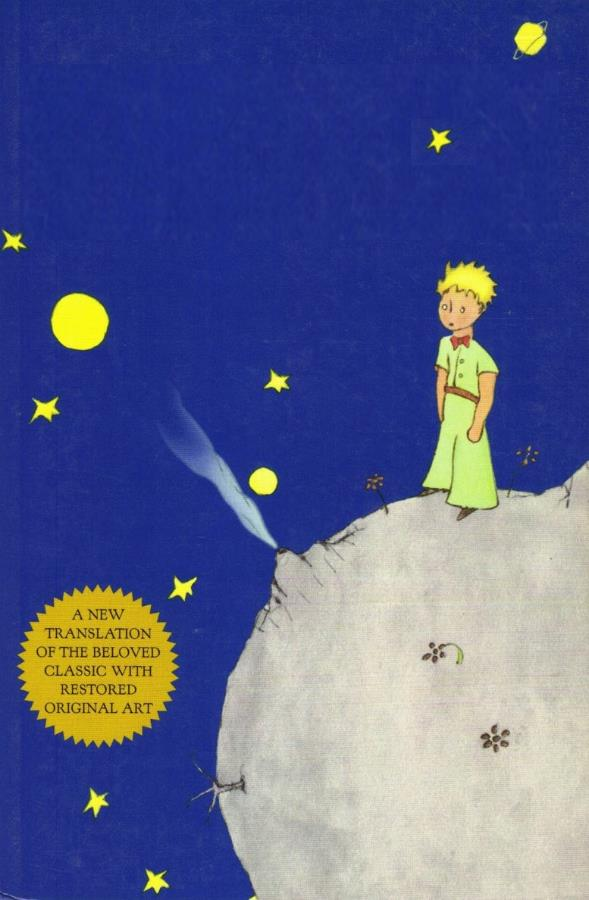 A NEW
TRANSLATION
OF THE BELOVED
CLASSIC WITH
RESTORED
ORIGINAL ART